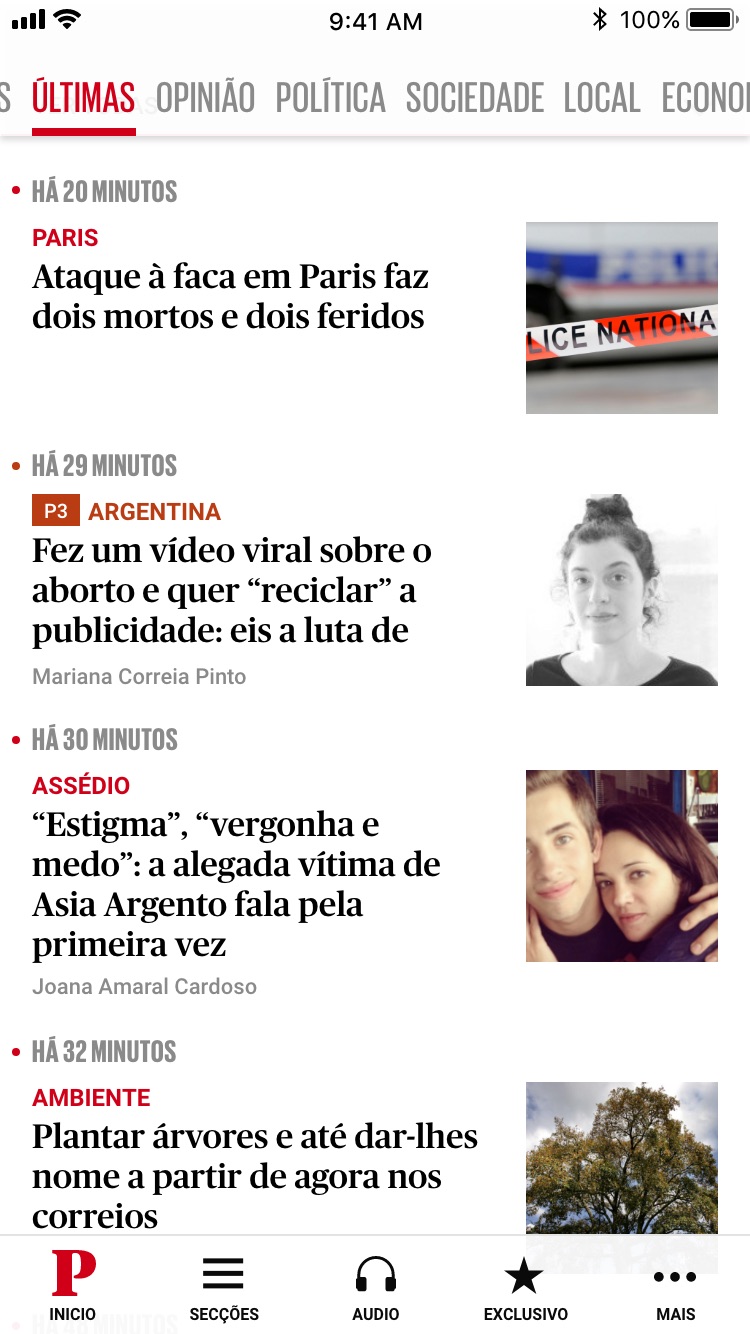 9:41 AM
100%
S ÚLTIMAS OPINIÃO POLÍTICA SOCIEDADE LOCAL ECONO
HÁ 20 MINUTOS
PARIS
Ataque à faca em Paris faz
dois mortos e dois feridos
LICE NATIONA
HÁ 29 MINUTOS
P3 ARGENTINA
Fez um vídeo viral sobre o
aborto e quer “reciclar” a
publicidade: eis a luta de
Mariana Correia Pinto
HÁ 30 MINUTOS
ASSÉDIO
“Estigma”, “vergonha e
medo”: a alegada vítima de
Asia Argento fala pela
primeira vez
Joana Amaral Cardoso
HÁ 32 MINUTOS
AMBIENTE
Plantar árvores e até dar-lhes
nome a partir de agora nos
correios
P
INICIO SECÇÕES AUDIO EXCLUSIVO MAIS